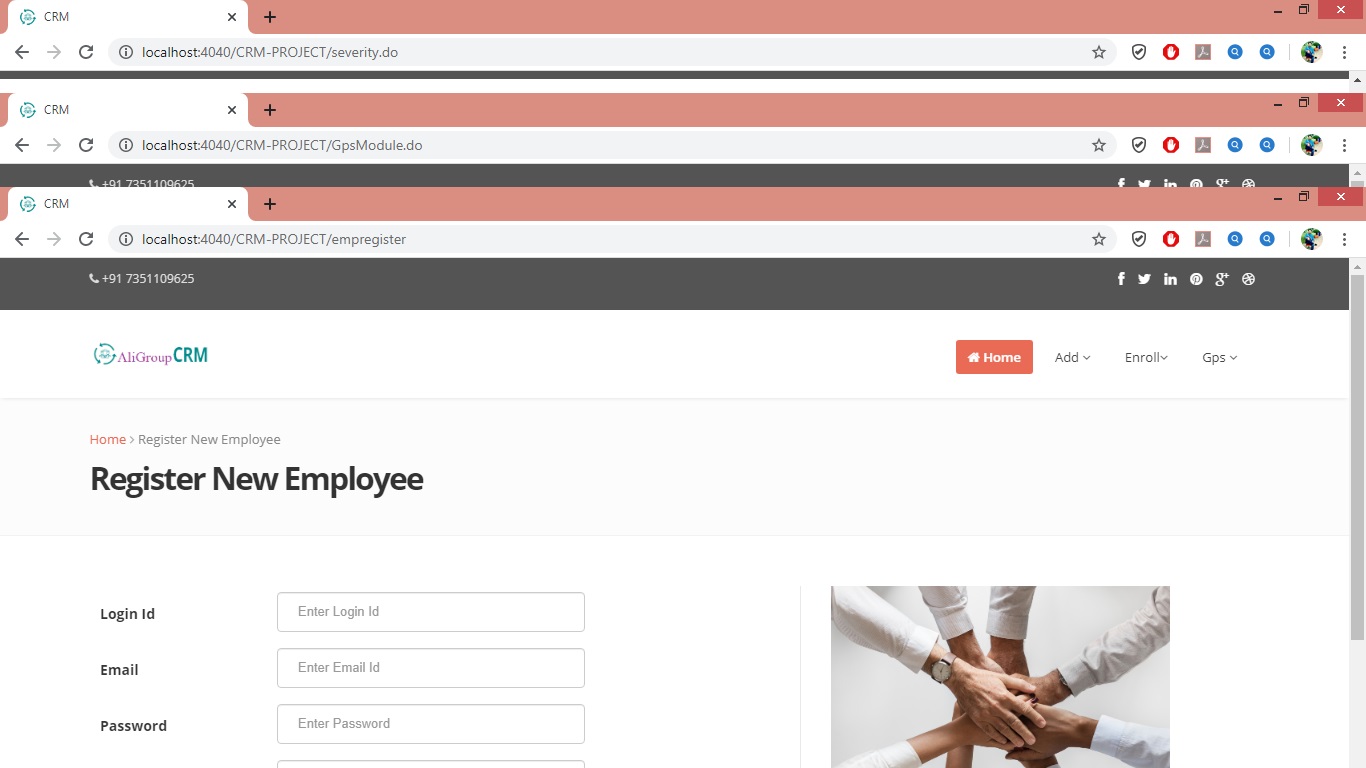 CRM
localhost:4040/CRM-PROJECT/severity.do
CRM
localhost:4040/CRM-PROJECT/GpsModule.do
+91 7351109625
CRM
localhost:4040/CRM-PROJECT/empregister
+91 7351109625
AliGroupCRM
Home Add Enroll Gps
Home > Register New Employee
Register New Employee
Login Id Enter Login Id
Email Enter Email Id
Password Enter Password